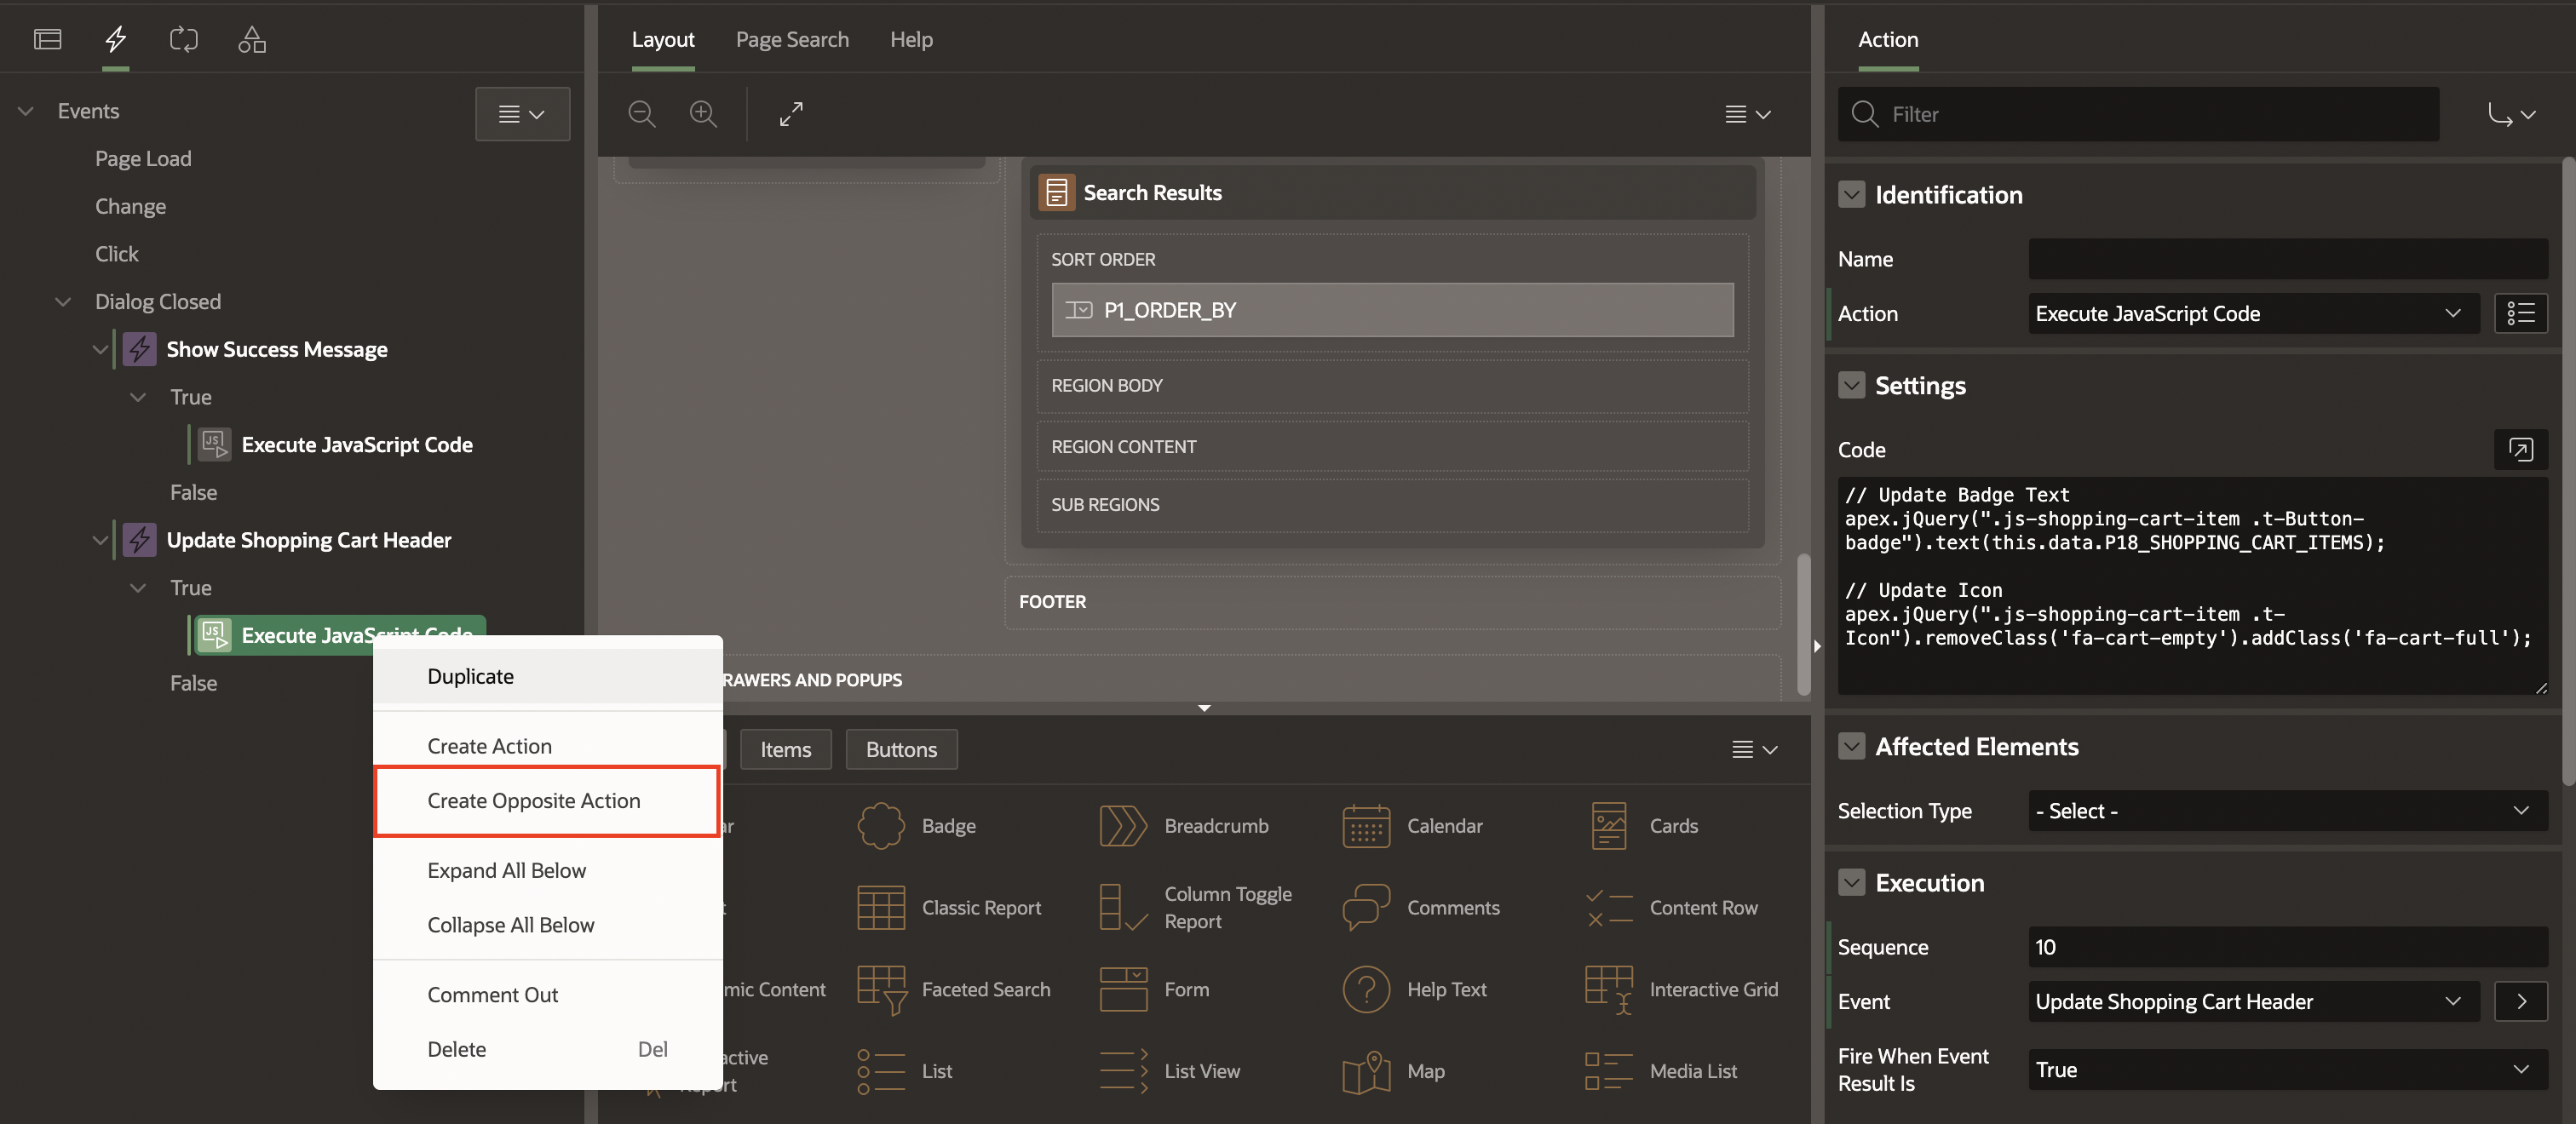 Layout
Page Search
Help
Action
Events
Page Load
Change
Click
Dialog Closed
Show Success Message
True
Execute JavaScript Code
False
Update Shopping Cart Header
True
Execute JavaScript Code
False
Duplicate
Create Action
Create Opposite Action
Expand All Below
Collapse All Below
Comment Out
Delete Del
Search Results
SORT ORDER
P1_ORDER_BY
REGION BODY
REGION CONTENT
SUB REGIONS
FOOTER
RAWERS AND POPUPS
Items
Buttons
Badge
Breadcrumb
Calendar
Cards
Classic Report
Column Toggle
Report
Comments
Content Row
mic Content
Faceted Search
Form
Help Text
Interactive Grid
active
List
List View
Map
Media List
Filter
Identification
Name
Action
Execute JavaScript Code
Settings
Code
// Update Badge Text
apex.jQuery(".js-shopping-cart-item .t-Button-
badge").text(this.data.P18_SHOPPING_CART_ITEMS);
// Update Icon
apex.jQuery(".js-shopping-cart-item .t-
Icon").removeClass('fa-cart-empty').addClass('fa-cart-full');
Affected Elements
Selection Type
- Select -
Execution
Sequence
10
Event
Update Shopping Cart Header
Fire When Event
Result Is
True